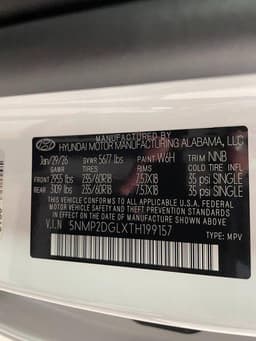 MANUFACTURED BY
HYUNDAI MOTOR MANUFACTURING ALABAMA, LLC
Jan/29/26 GVWR 5677 lbs PAINT W6H TRIM NNB
GAWR TIRES RIMS COLD TIRE INFL
FRONT 2955 lbs 235/60R18 7.5JX18 35 psi SINGLE
REAR 3109 lbs 235/60R18 7.5JX18 35 psi SINGLE
THIS VEHICLE CONFORMS TO ALL APPLICABLE U.S.A. FEDERAL
MOTOR VEHICLE SAFETY STANDARDS IN EFFECT ON THE DATE OF
MANUFACTURE SHOWN ABOVE.
V.I.N 5NMP2DGLXTH199157
TYPE: MPV